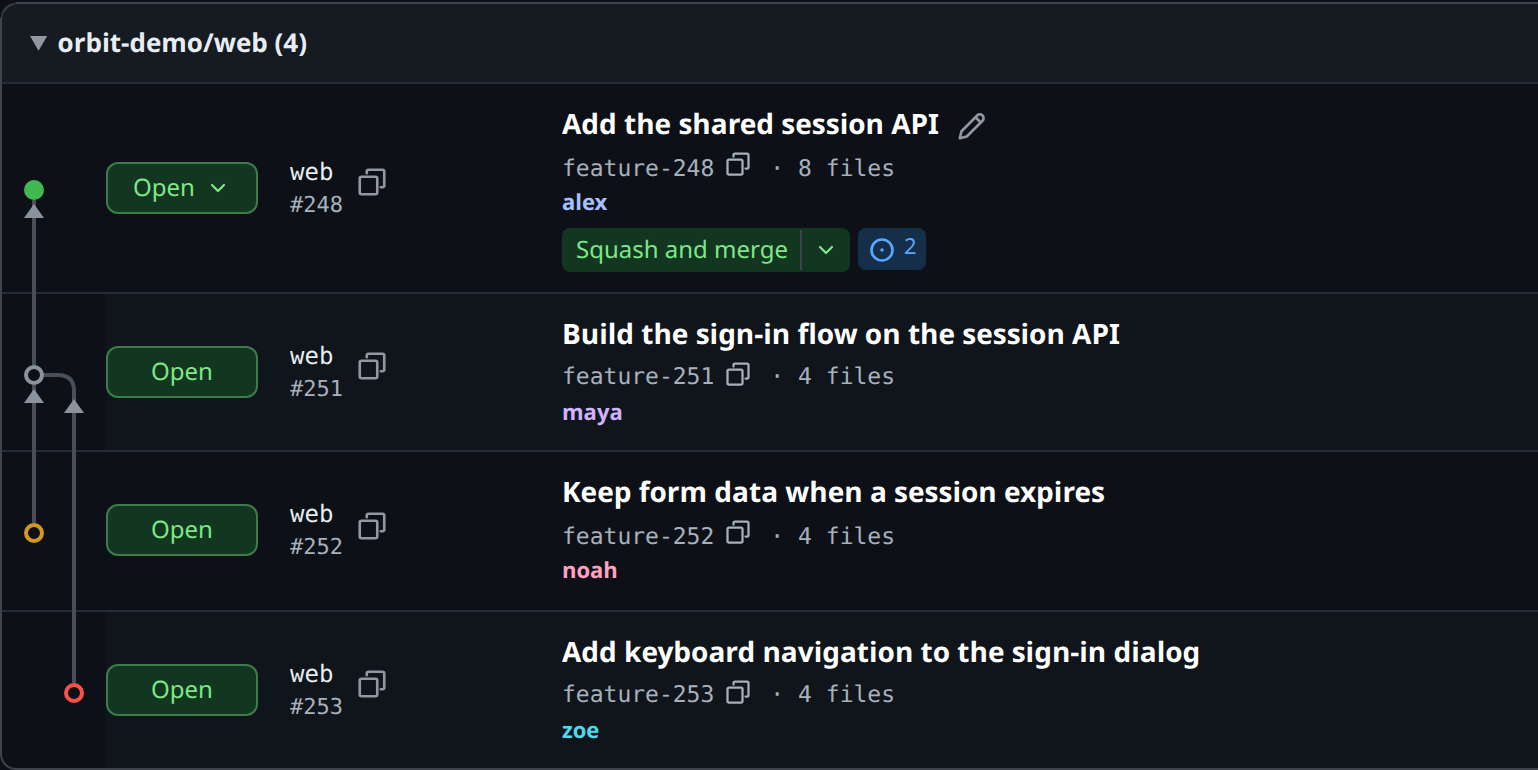 orbit-demo/web (4)
Add the shared session API
Open
web
#248
feature-248 · 8 files
alex
Squash and merge
2
Build the sign-in flow on the session API
Open
web
#251
feature-251 · 4 files
maya
Keep form data when a session expires
Open
web
#252
feature-252 · 4 files
noah
Add keyboard navigation to the sign-in dialog
Open
web
#253
feature-253 · 4 files
zoe